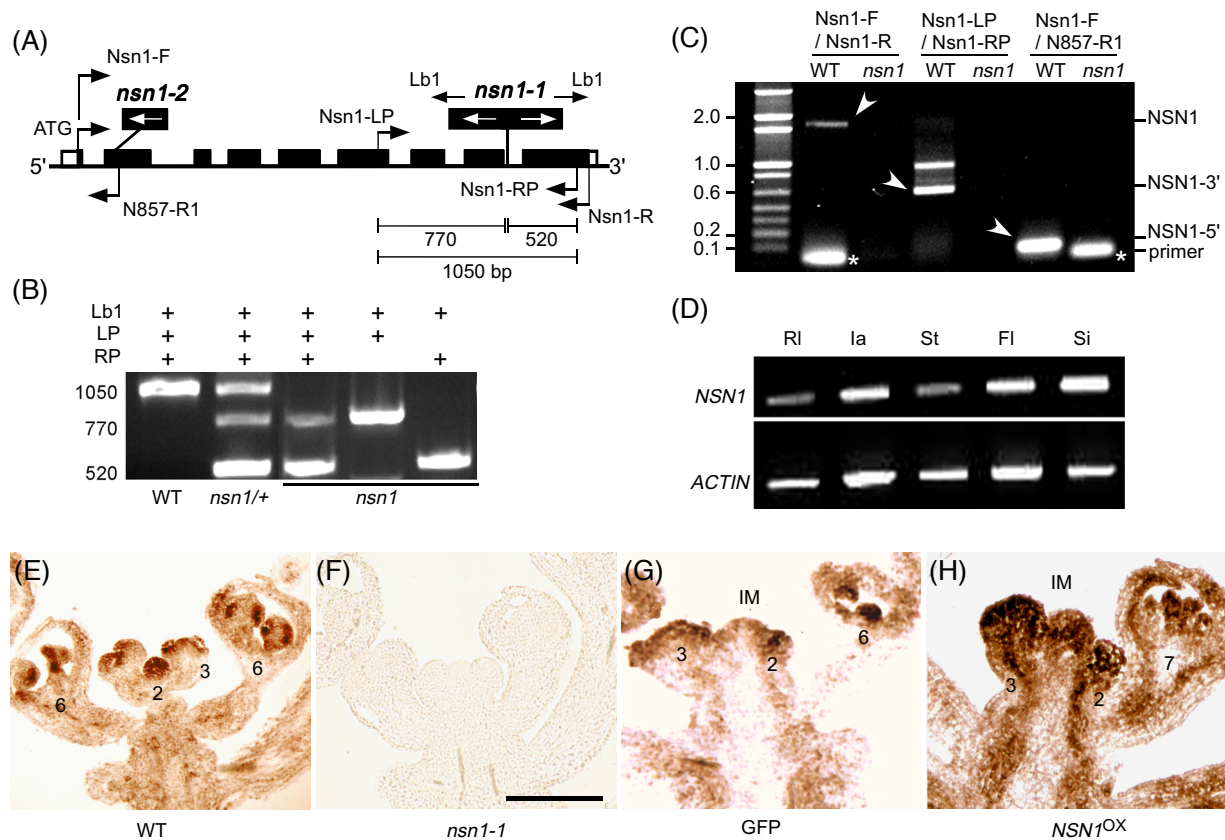 (A)
Nsn1-F
nsn1-2
Lb1
nsn1-1
Lb1
ATG
Nsn1-LP
5'
3'
N857-R1
Nsn1-RP
Nsn1-R
770
520
1050 bp
(B)
Lb1 + + + + +
LP + + + +
RP + + + +
1050
770
520
WT
nsn1/+
nsn1
(C)
Nsn1-F Nsn1-LP Nsn1-F
/ Nsn1-R / Nsn1-RP / N857-R1
WT nsn1 WT nsn1 WT nsn1
2.0
1.0
0.6
0.2
0.1
NSN1
NSN1-3'
NSN1-5'
primer
*
*
(D)
Rl Ia St Fl Si
NSN1
ACTIN
(E)
6
2
3
6
WT
(F)
nsn1-1
(G)
IM
3
2
6
GFP
(H)
IM
3
2
7
NSN1OX